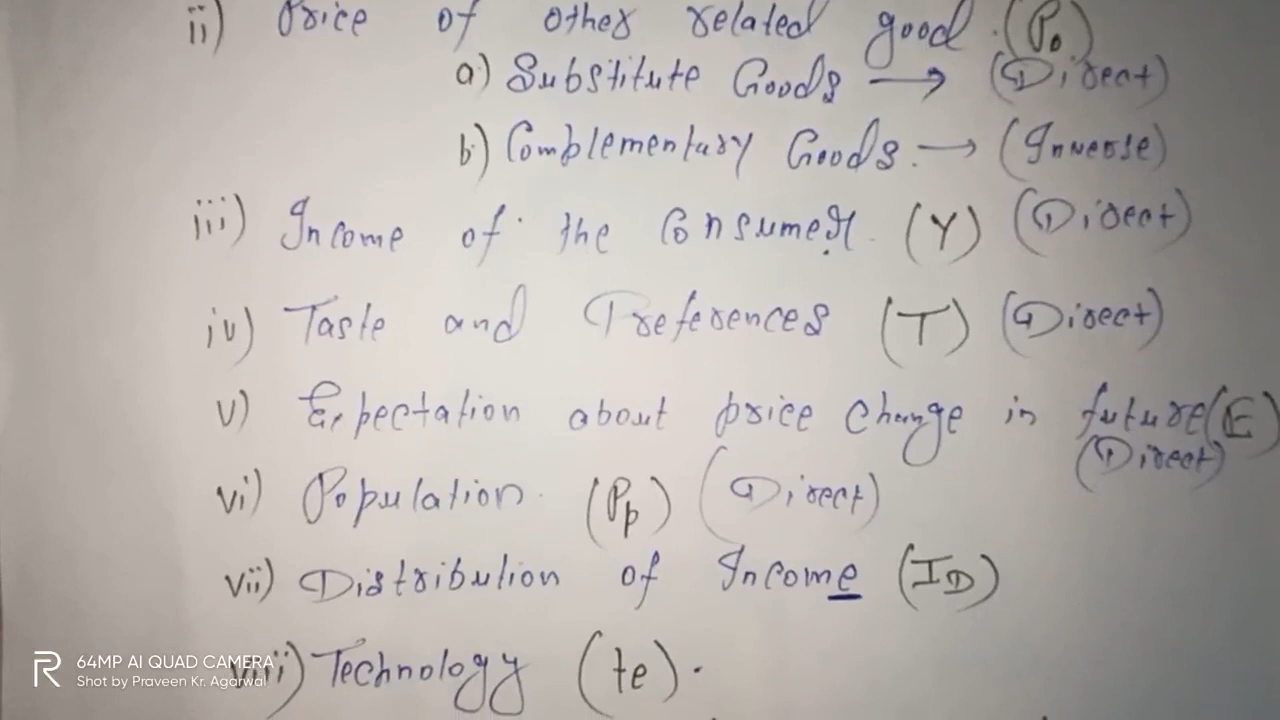 ii) Price of other related good. (Po)
a) Substitute Goods → (Direct)
b) Complementary Goods. → (Inverse)
iii) Income of the Consumer. (Y) (Direct)
iv) Taste and Preferences (T) (Direct)
v) Expectation about price change in future (E)
(Direct)
vi) Population. (Pp) (Direct)
vii) Distribution of Income (ID)
viii) Technology (te).
64MP AI QUAD CAMERA
Shot by Praveen Kr. Agarwal